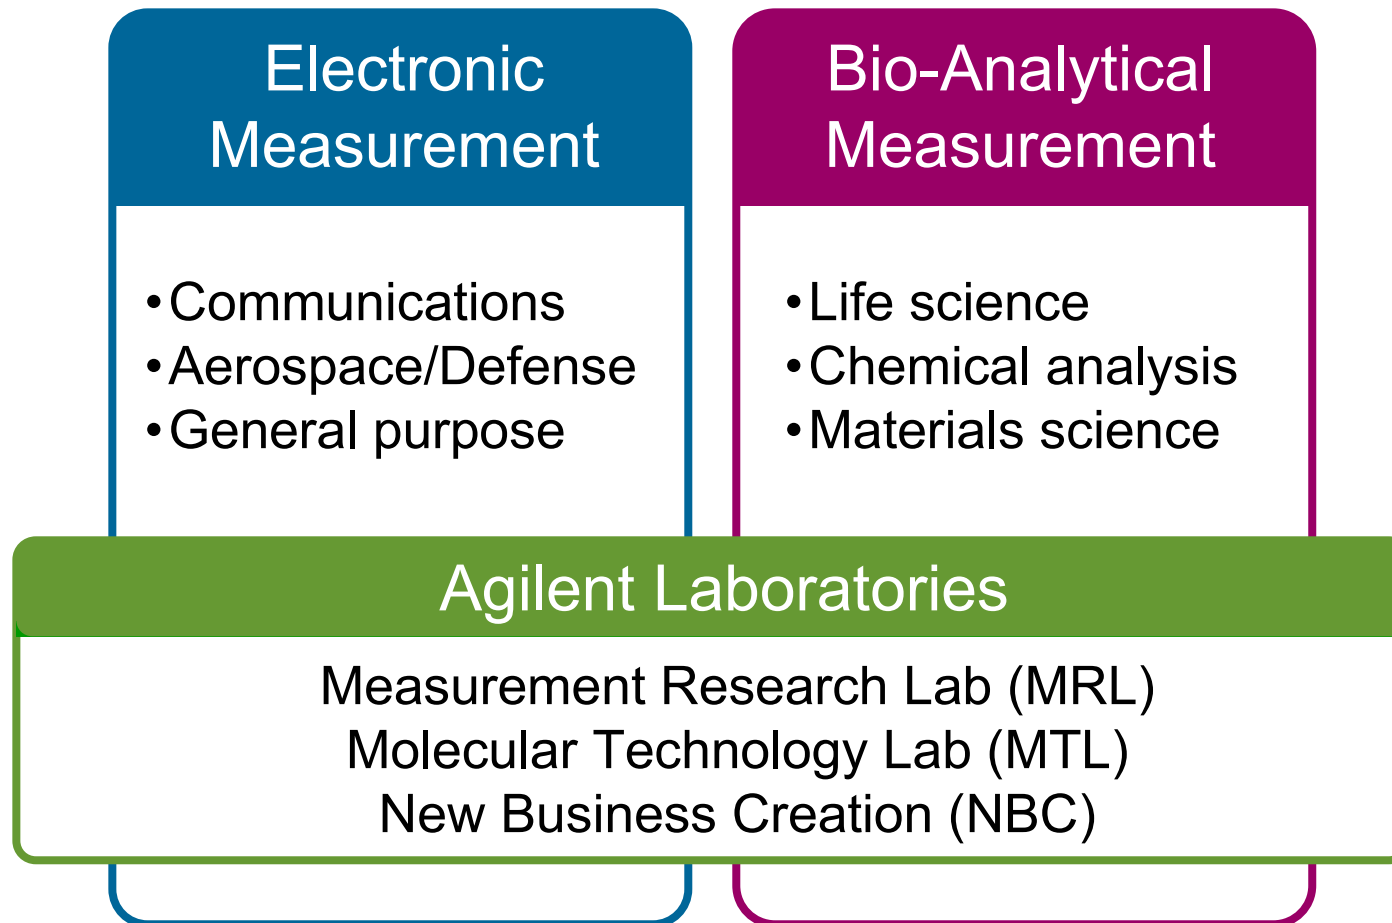 Electronic
Measurement
•Communications
•Aerospace/Defense
•General purpose
Bio-Analytical
Measurement
•Life science
•Chemical analysis
•Materials science
Agilent Laboratories
Measurement Research Lab (MRL)
Molecular Technology Lab (MTL)
New Business Creation (NBC)